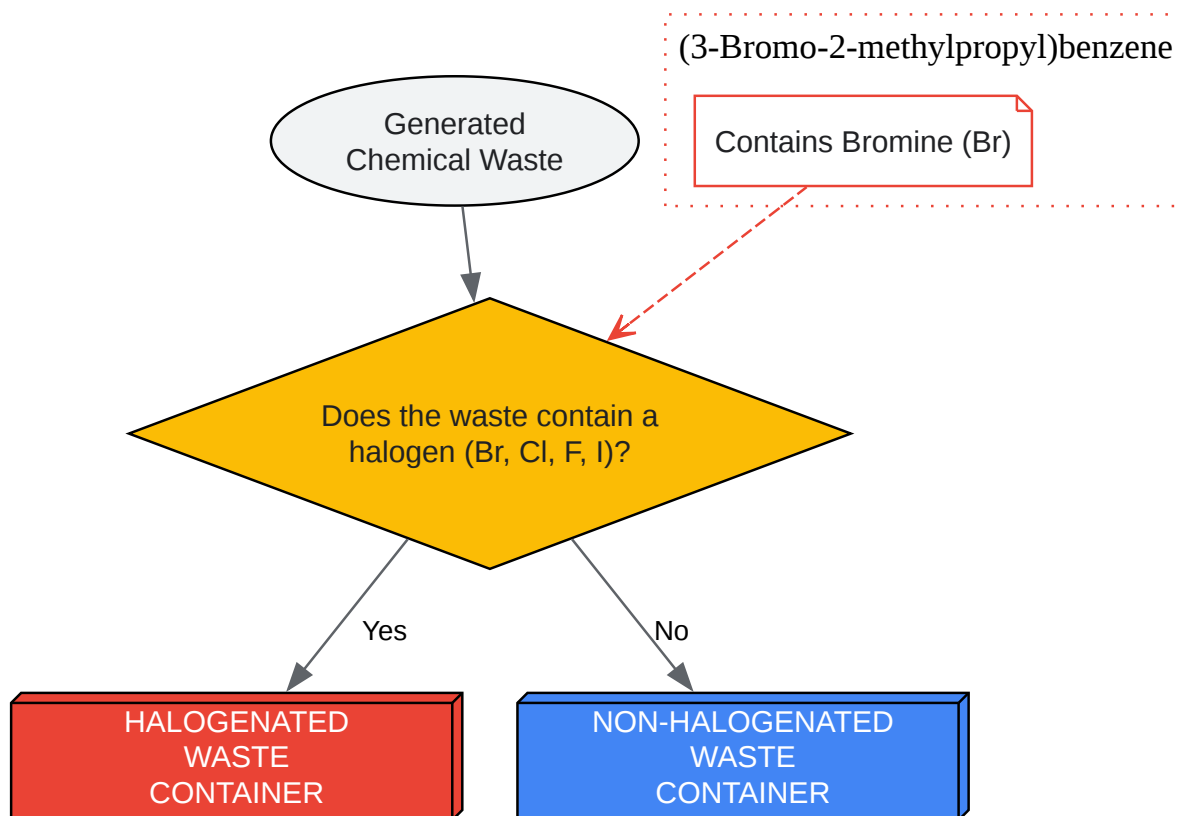 (3-Bromo-2-methylpropyl)benzene
Generated
Chemical Waste
Contains Bromine (Br)
Does the waste contain a
halogen (Br, Cl, F, I)?
Yes
No
HALOGENATED
WASTE
CONTAINER
NON-HALOGENATED
WASTE
CONTAINER